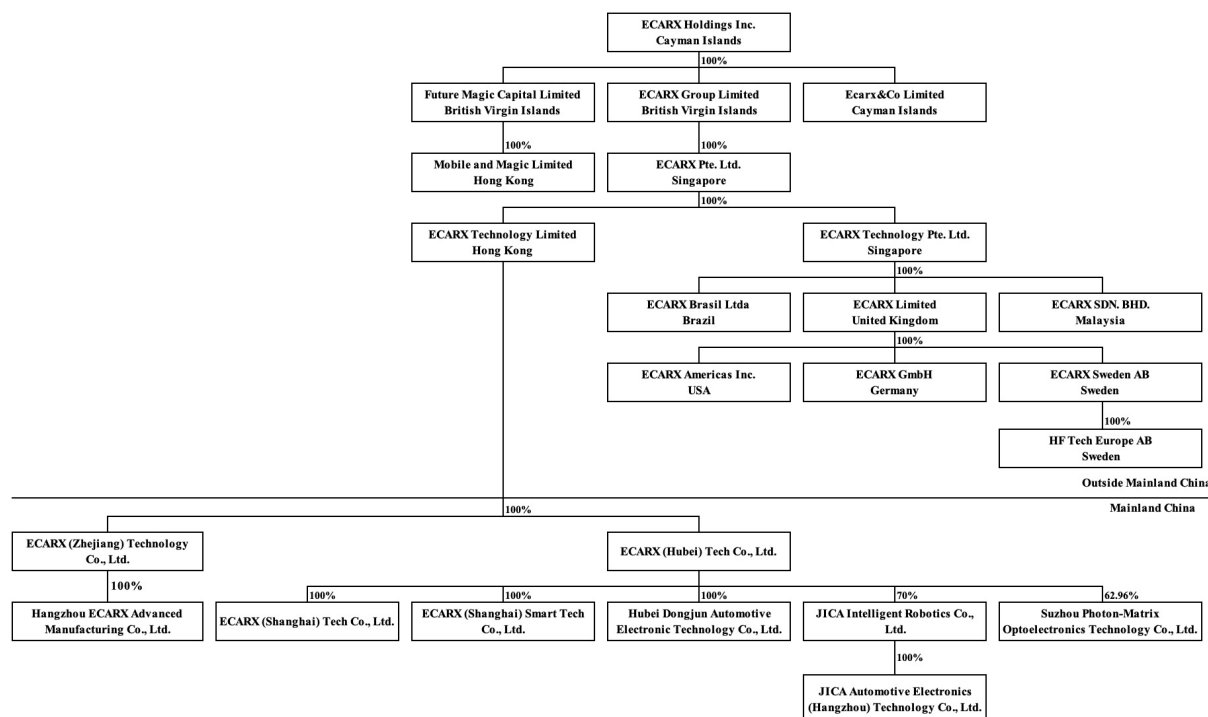 ECARX Holdings Inc.
Cayman Islands
100%
Future Magic Capital Limited
British Virgin Islands
ECARX Group Limited
British Virgin Islands
Ecarx&Co Limited
Cayman Islands
100%
100%
Mobile and Magic Limited
Hong Kong
ECARX Pte. Ltd.
Singapore
100%
ECARX Technology Limited
Hong Kong
ECARX Technology Pte. Ltd.
Singapore
100%
ECARX Brasil Ltda
Brazil
ECARX Limited
United Kingdom
ECARX SDN. BHD.
Malaysia
100%
ECARX Americas Inc.
USA
ECARX GmbH
Germany
ECARX Sweden AB
Sweden
100%
HF Tech Europe AB
Sweden
Outside Mainland China
Mainland China
100%
ECARX (Zhejiang) Technology
Co., Ltd.
ECARX (Hubei) Tech Co., Ltd.
100%
100%
100%
100%
70%
62.96%
Hangzhou ECARX Advanced
Manufacturing Co., Ltd.
ECARX (Shanghai) Tech Co., Ltd.
ECARX (Shanghai) Smart Tech
Co., Ltd.
Hubei Dongjun Automotive
Electronic Technology Co., Ltd.
JICA Intelligent Robotics Co.,
Ltd.
Suzhou Photon-Matrix
Optoelectronics Technology Co., Ltd.
100%
JICA Automotive Electronics
(Hangzhou) Technology Co., Ltd.